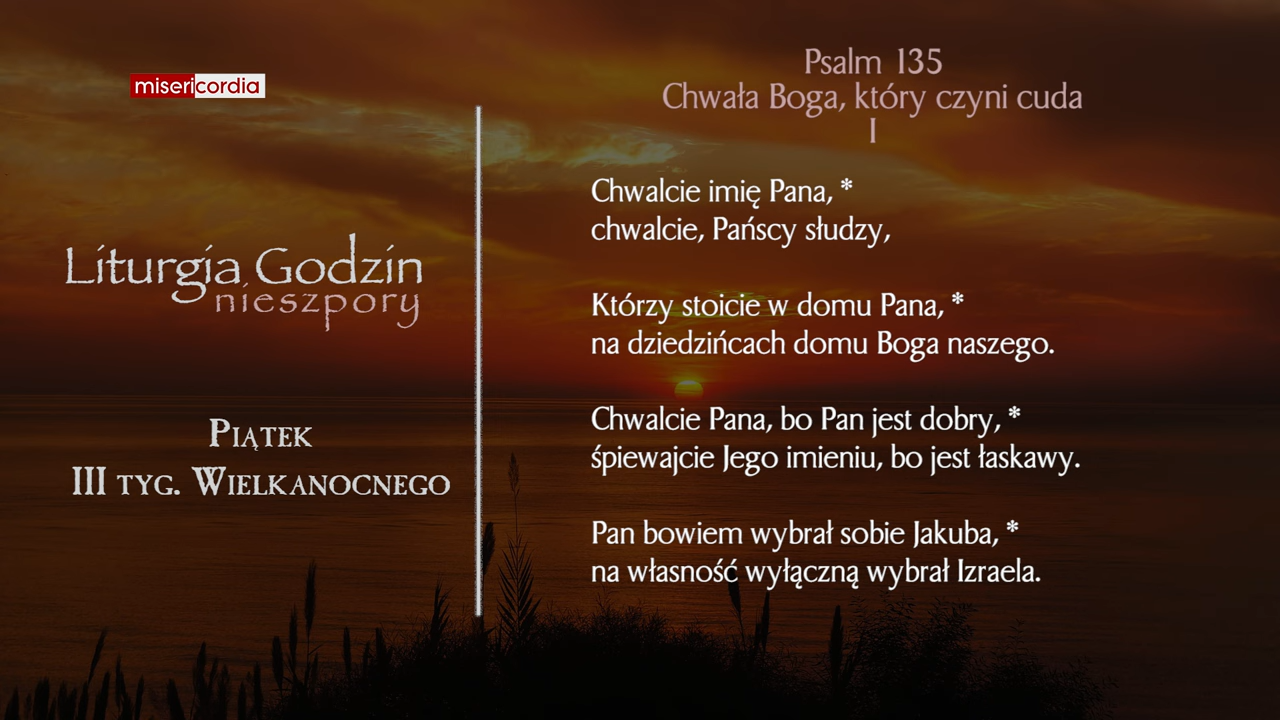 misericordia
Liturgia Godzin
nieszpory
Piątek
III tyg. Wielkanocnego
Psalm 135
Chwała Boga, który czyni cuda
I
Chwalcie imię Pana, *
chwalcie, Pańscy słudzy,
Którzy stoicie w domu Pana, *
na dziedzińcach domu Boga naszego.
Chwalcie Pana, bo Pan jest dobry, *
śpiewajcie Jego imieniu, bo jest łaskawy.
Pan bowiem wybrał sobie Jakuba, *
na własność wyłączną wybrał Izraela.